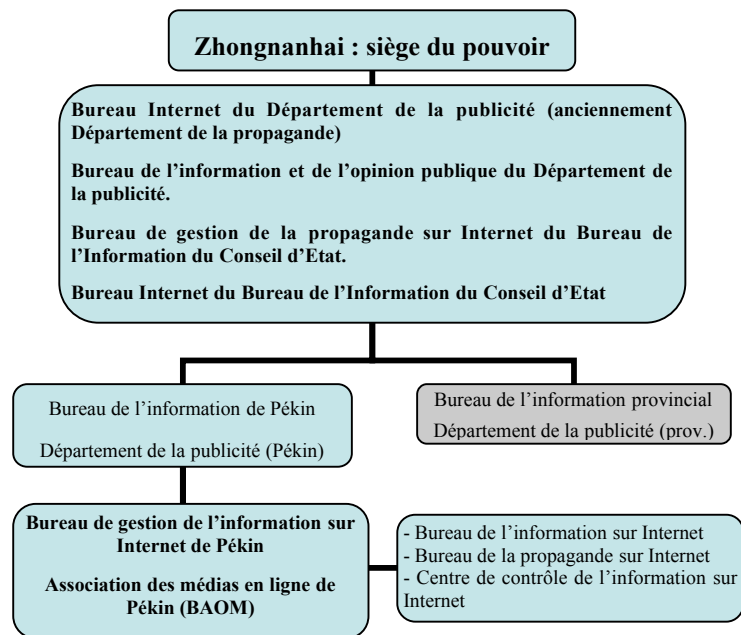 Zhongnanhai : siège du pouvoir
Bureau Internet du Département de la publicité (anciennement
Département de la propagande)
Bureau de l’information et de l’opinion publique du Département de
la publicité.
Bureau de gestion de la propagande sur Internet du Bureau de
l’Information du Conseil d’Etat.
Bureau Internet du Bureau de l’Information du Conseil d’Etat
Bureau de l’information de Pékin
Département de la publicité (Pékin)
Bureau de l’information provincial
Département de la publicité (prov.)
Bureau de gestion de l’information sur
Internet de Pékin
Association des médias en ligne de
Pékin (BAOM)
- Bureau de l’information sur Internet
- Bureau de la propagande sur Internet
- Centre de contrôle de l’information sur
Internet